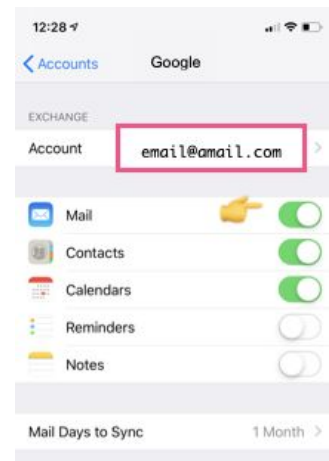 12:28
Accounts Google
EXCHANGE
Account email@amail.com
Mail
Contacts
Calendars
Reminders
Notes
Mail Days to Sync 1 Month